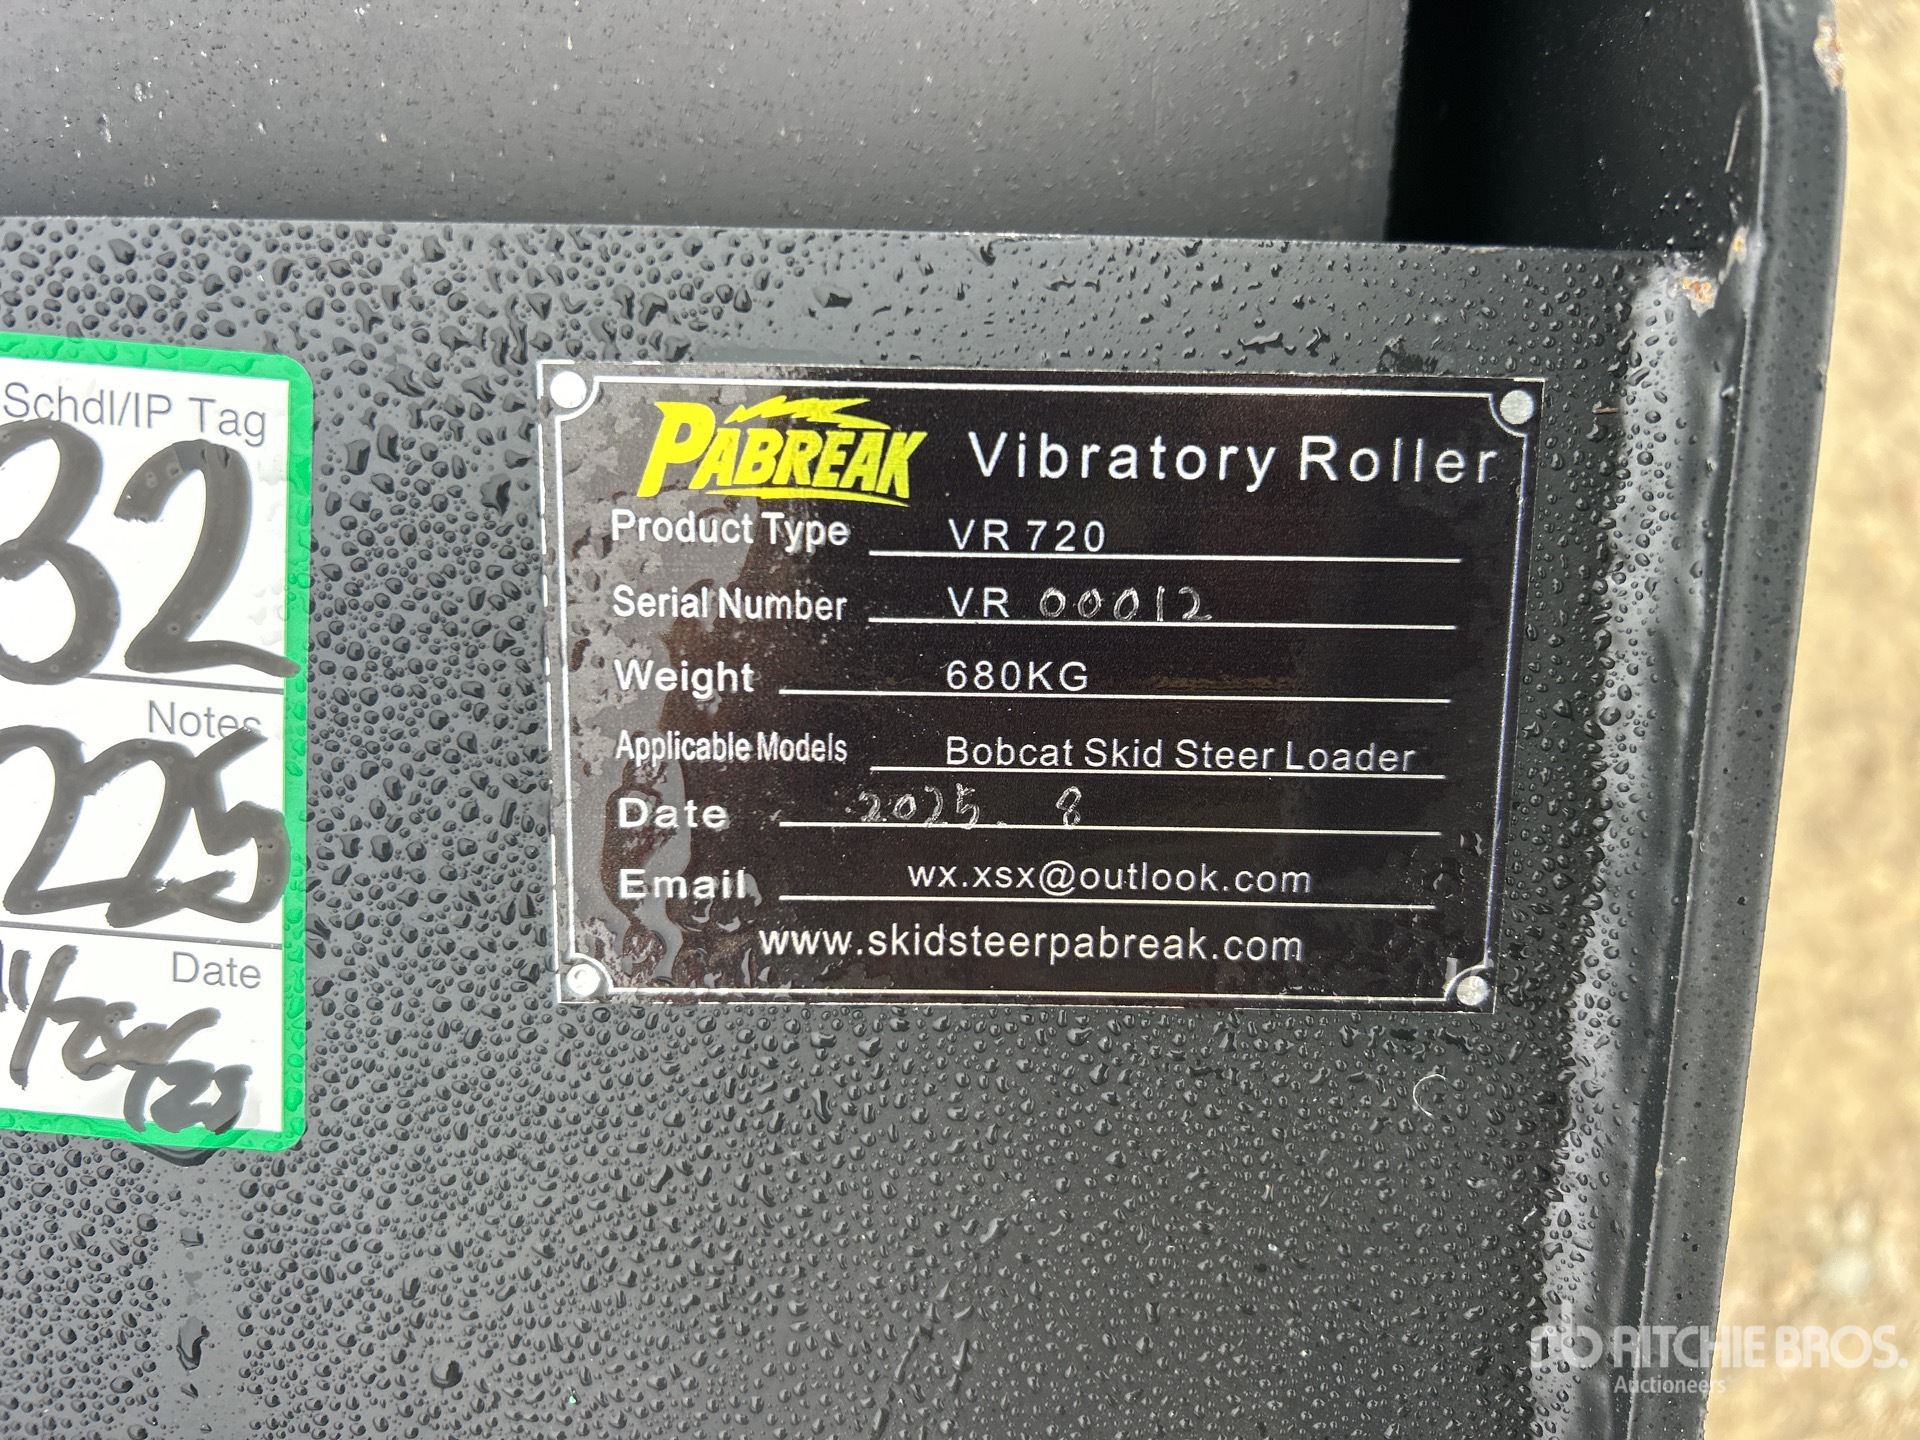 Schdl/IP Tag
32
Notes
225
Date
PABREAK Vibratory Roller
Product Type VR 720
Serial Number VR 00012
Weight 680KG
Applicable Models Bobcat Skid Steer Loader
Date 2025. 8
Email wx.xsx@outlook.com
www.skidsteerpabreak.com
RITCHIE BROS.
Auctioneers